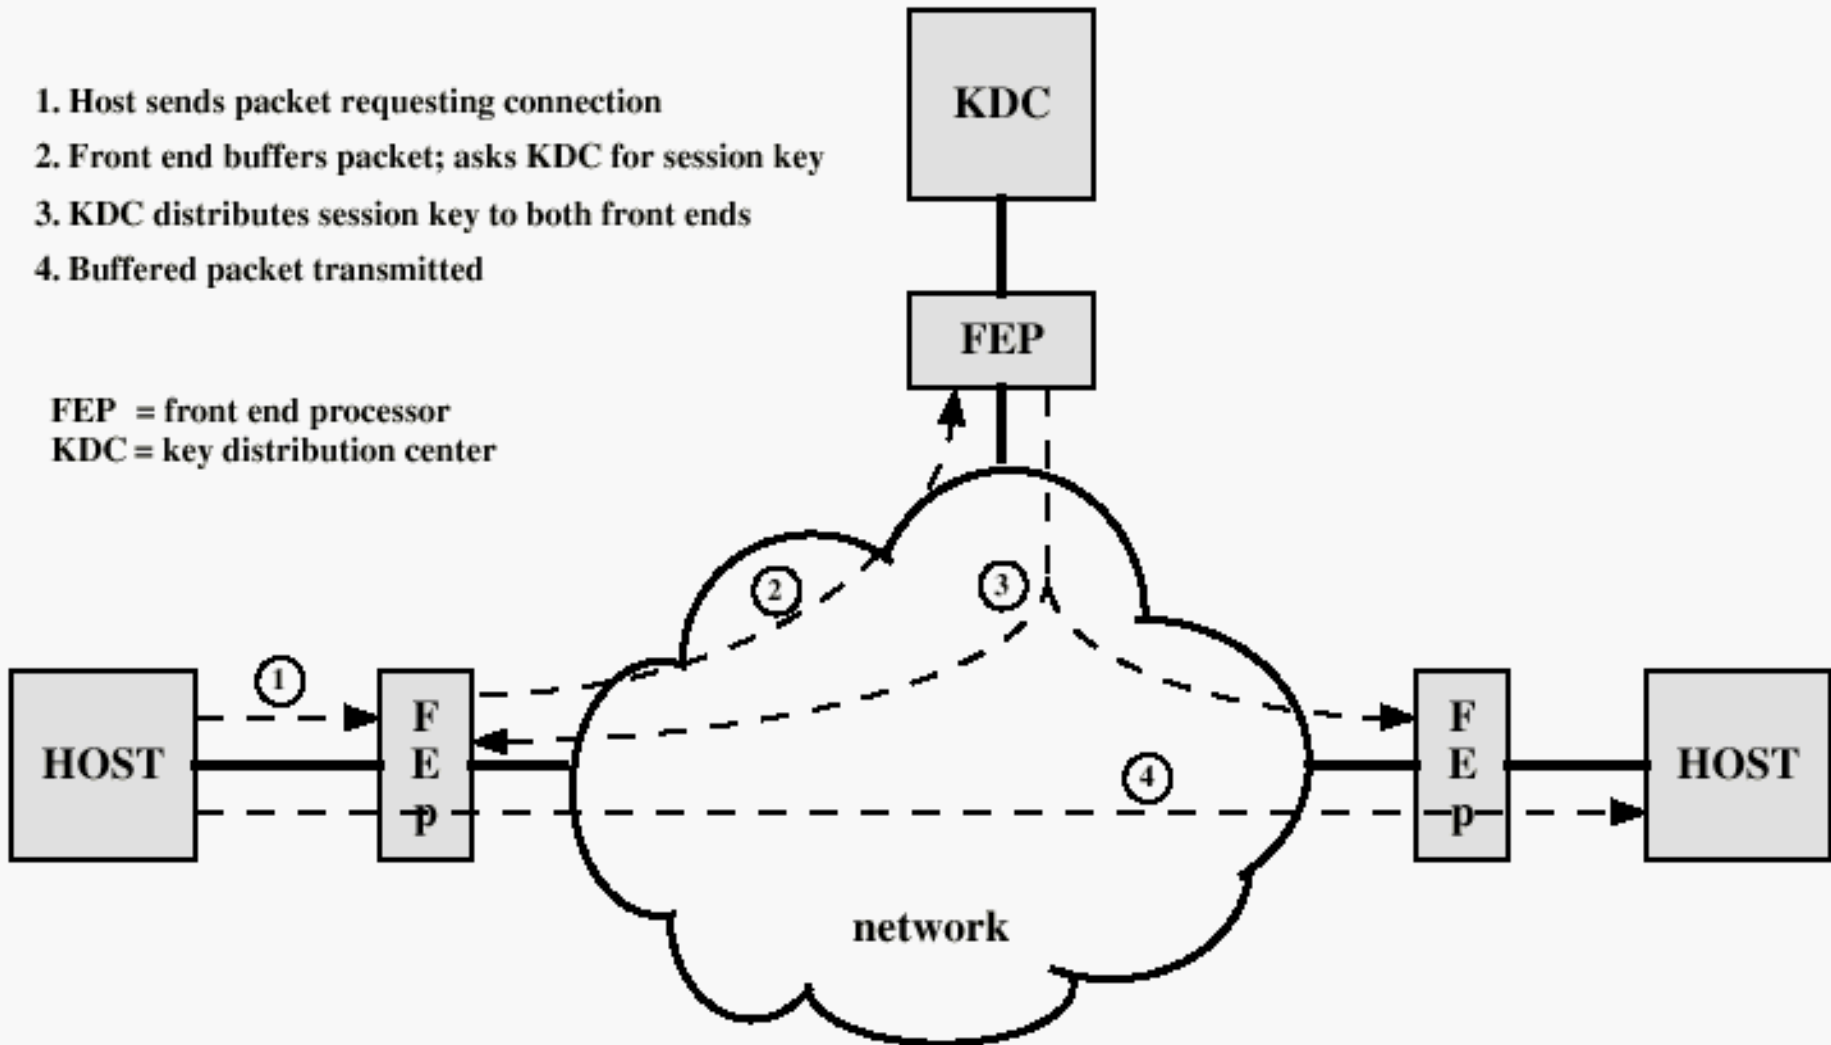 1. Host sends packet requesting connection
2. Front end buffers packet; asks KDC for session key
3. KDC distributes session key to both front ends
4. Buffered packet transmitted
FEP = front end processor
KDC = key distribution center
KDC
FEP
2
3
1
HOST
F
E
p
4
F
E
p
HOST
network